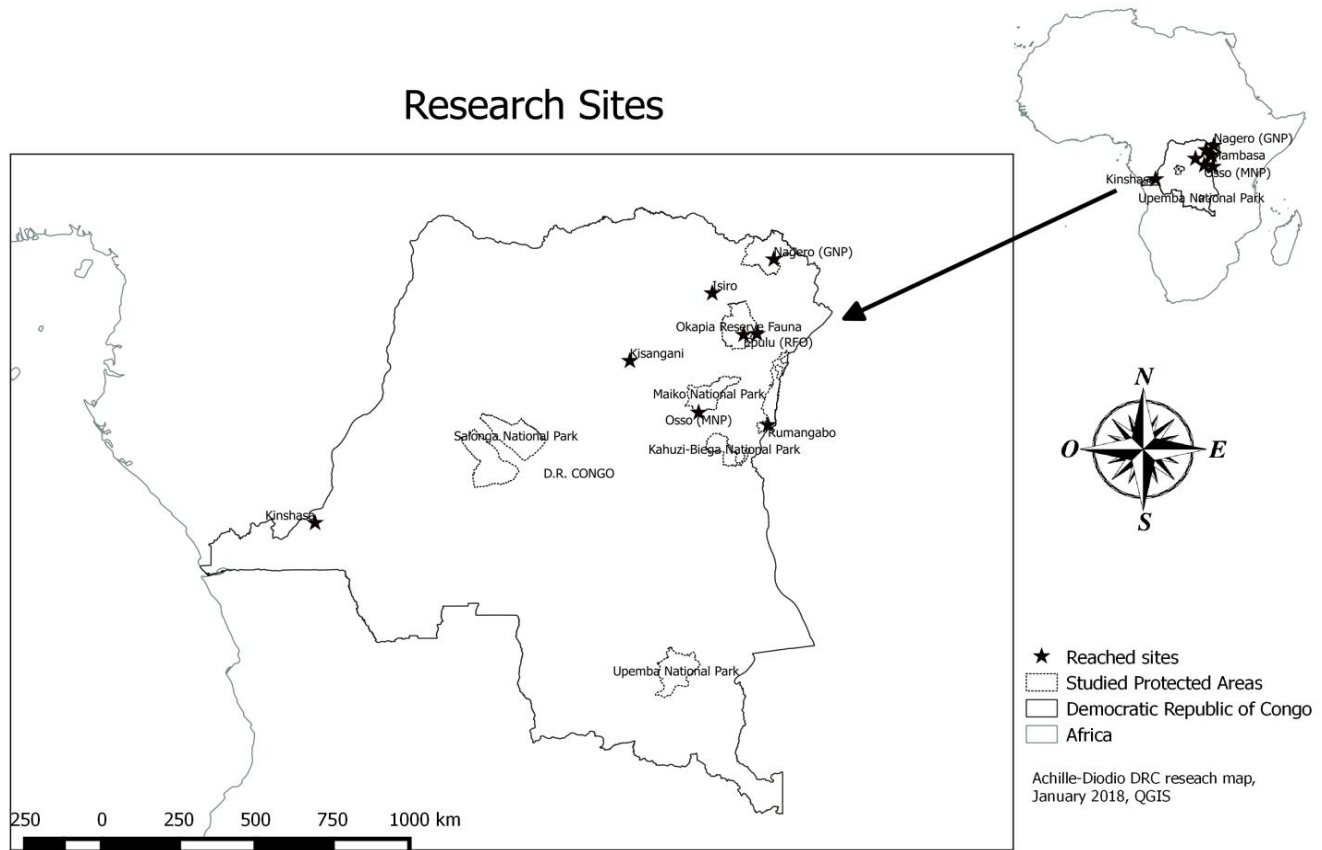 Research Sites
Nagero (GNP)
Mambasa
Osso (MNP)
Kinshasa
Upemba National Park
Nagero (GNP)
Isiro
Okapia Reserve Fauna
Epulu (RFO)
Kisangani
Maiko National Park
Osso (MNP)
Rumangabo
Salonga National Park
Kahuzi-Biega National Park
D.R. CONGO
Kinshasa
Upemba National Park
N
O
E
S
Reached sites
Studied Protected Areas
Democratic Republic of Congo
Africa
Achille-Diodio DRC reseach map,
January 2018, QGIS
250 0 250 500 750 1000 km